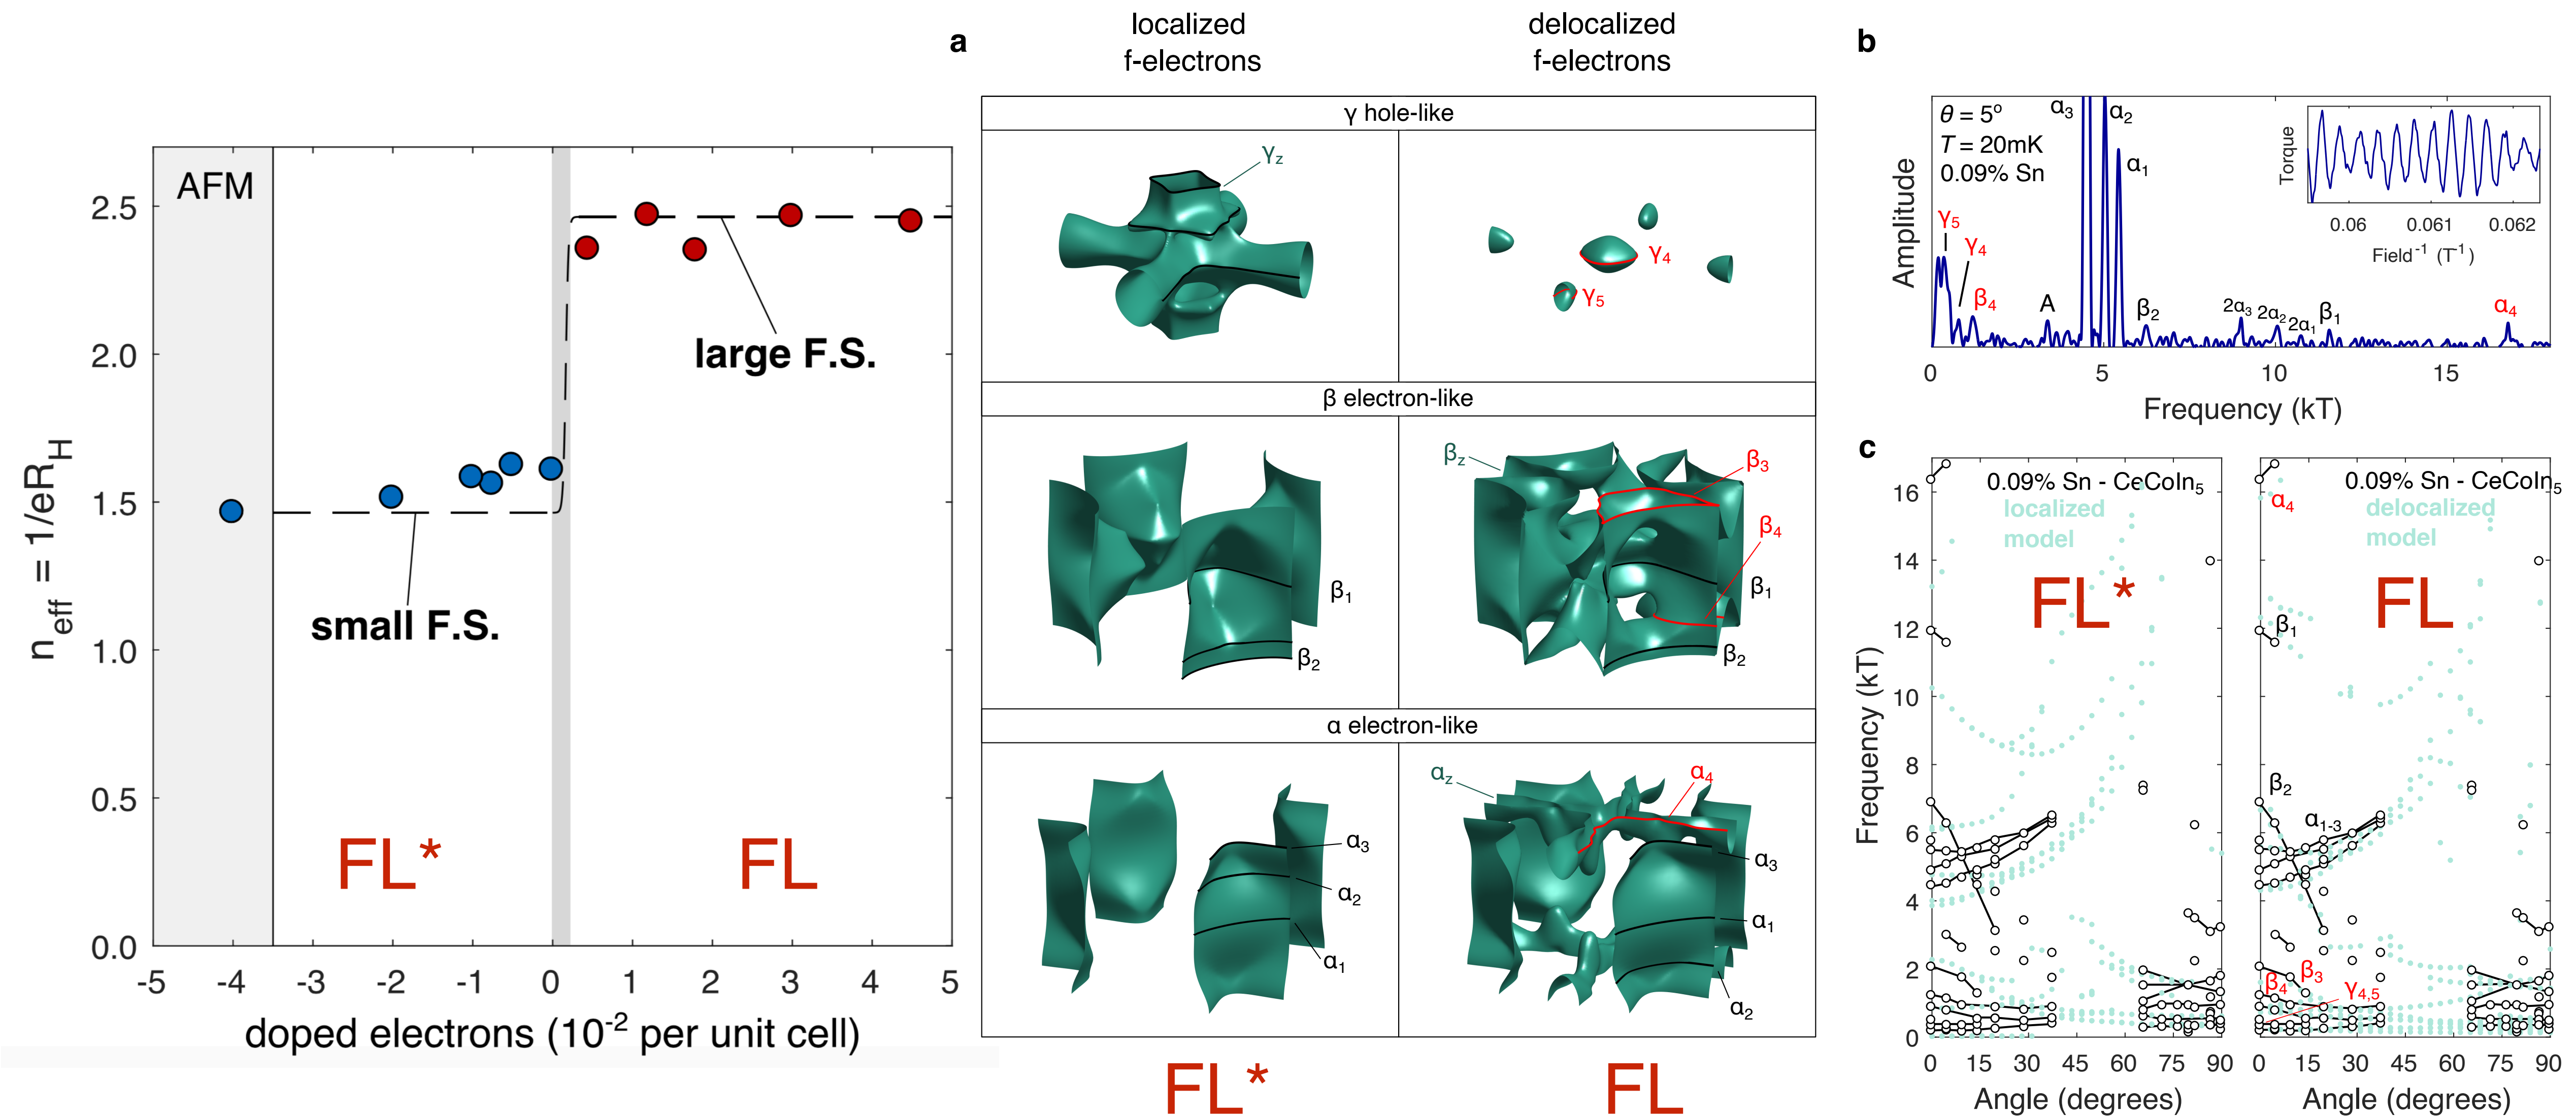 AFM
2.5
2.0
1.5
1.0
0.5
0.0
n_eff = 1/eR_H
large F.S.
small F.S.
FL*
FL
-5 -4 -3 -2 -1 0 1 2 3 4 5
doped electrons (10⁻² per unit cell)
a
localized
f-electrons
delocalized
f-electrons
γ hole-like
γz
γ4
γ5
β electron-like
β1
β2
βz
β3
β4
β1
β2
α electron-like
α3
α2
α1
αz
α4
α3
α1
α2
FL*
FL
b
θ = 5°
T = 20mK
0.09% Sn
Amplitude
γ5
γ4
β4
A
α3
α2
α1
β2
2α3
2α2
2α1
β1
α4
Torque
0.06 0.061 0.062
Field⁻¹ (T⁻¹)
0 5 10 15
Frequency (kT)
c
Frequency (kT)
16
14
12
10
8
6
4
2
0
0.09% Sn - CeCoIn5
localized
model
FL*
0 15 30 45 60 75 90
Angle (degrees)
0.09% Sn - CeCoIn5
delocalized
model
FL
α4
β1
β2
α1-3
β3
β4
γ4,5
0 15 30 45 60 75 90
Angle (degrees)